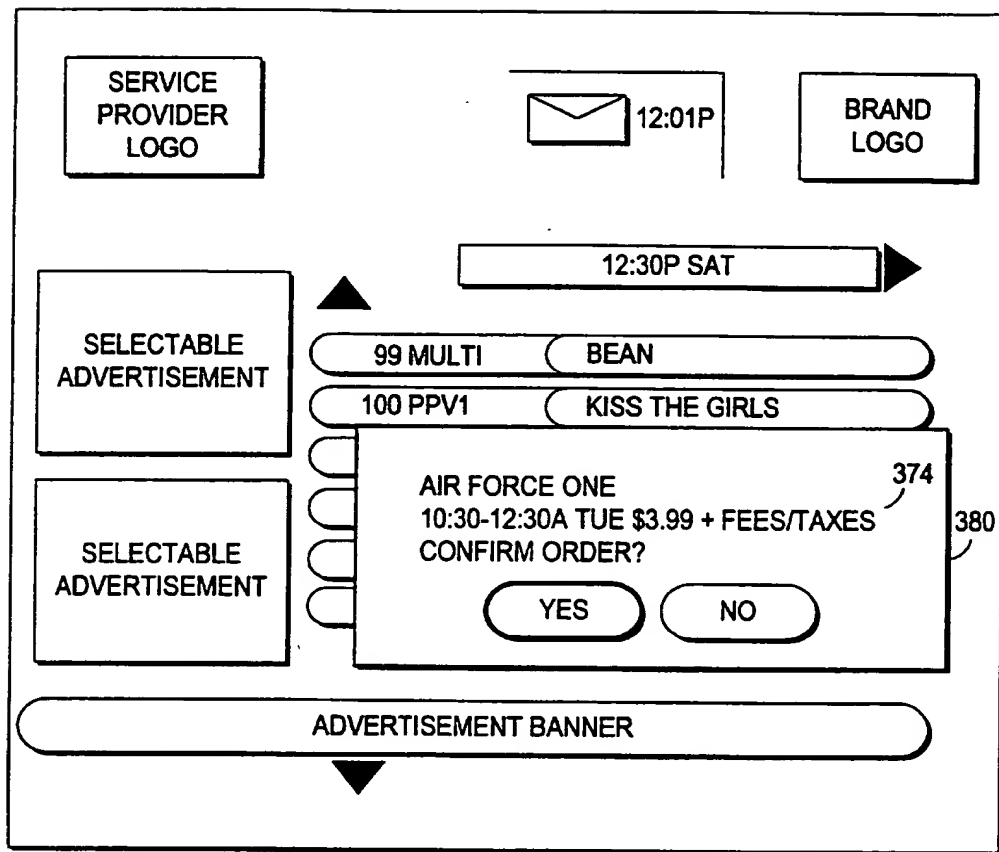 SERVICE
PROVIDER
LOGO
12:01P
BRAND
LOGO
12:30P SAT
SELECTABLE
ADVERTISEMENT
99 MULTI BEAN
100 PPV1 KISS THE GIRLS
AIR FORCE ONE
374
10:30-12:30A TUE $3.99 + FEES/TAXES
380
CONFIRM ORDER?
YES NO
SELECTABLE
ADVERTISEMENT
ADVERTISEMENT BANNER